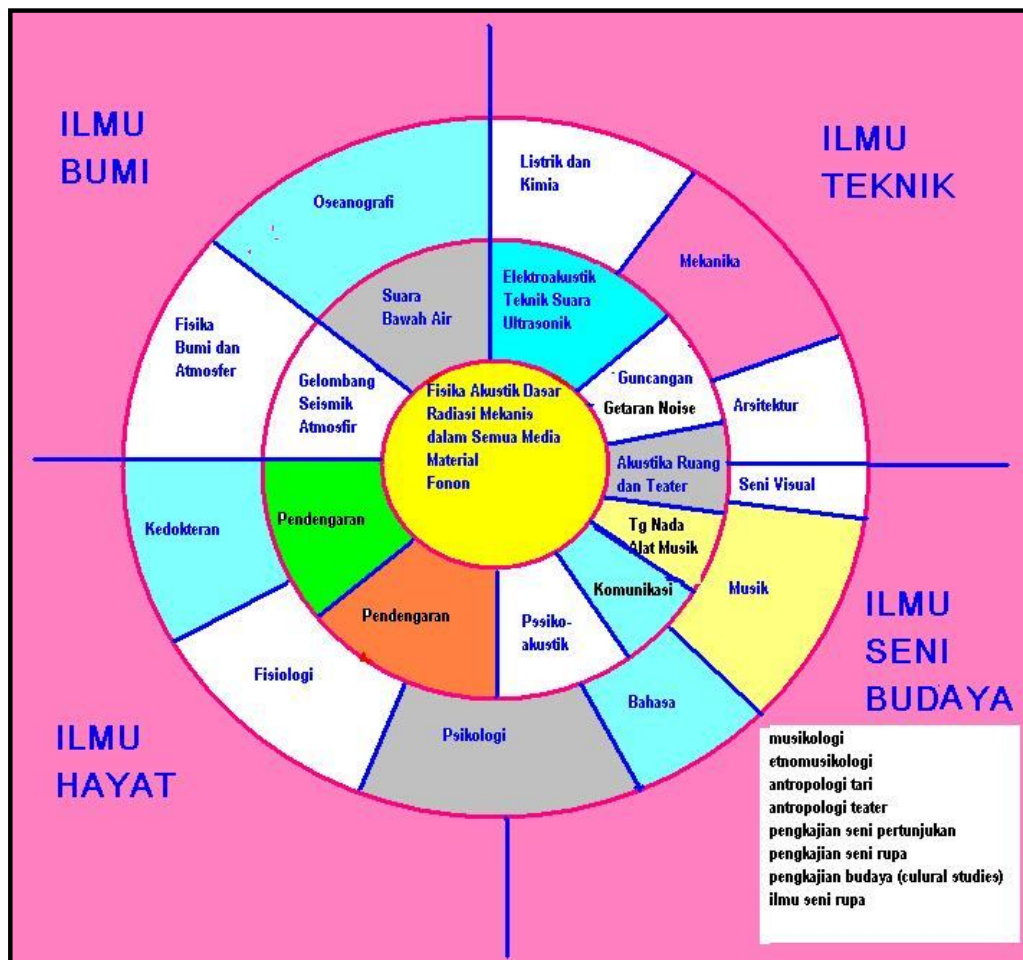 ILMU
BUMI
ILMU
TEKNIK
Oseanografi
Listrik dan
Kimia
Mekanika
Suara
Bawah Air
Elektroakustik
Teknik Suara
Ultrasonik
Fisika
Bumi dan
Atmosfer
Gelombang
Seismik
Atmosfir
Fisika Akustik Dasar
Radiasi Mekanis
dalam Semua Media
Material
Fonon
Guncangan
Getaran Noise
Arsitektur
Akustika Ruang
dan Teater
Seni Visual
Kedokteran
Pendengaran
Tg Nada
Alat Musik
Musik
Komunikasi
Pendengaran
Pssiko-
akustik
Fisiologi
Psikologi
Bahasa
ILMU
HAYAT
ILMU
SENI
BUDAYA
musikologi
etnomusikologi
antropologi tari
antropologi teater
pengkajian seni pertunjukan
pengkajian seni rupa
pengkajian budaya (culural studies)
ilmu seni rupa